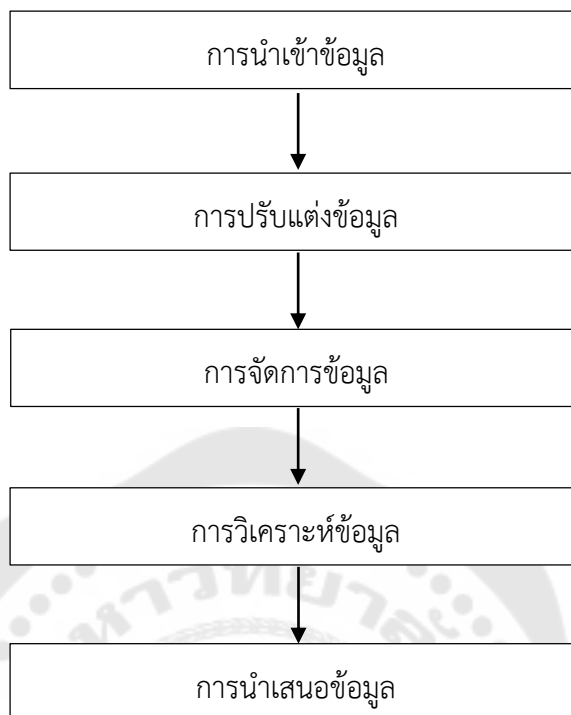 การนำเข้าข้อมูล
การปรับแต่งข้อมูล
การจัดการข้อมูล
การวิเคราะห์ข้อมูล
การนำเสนอข้อมูล